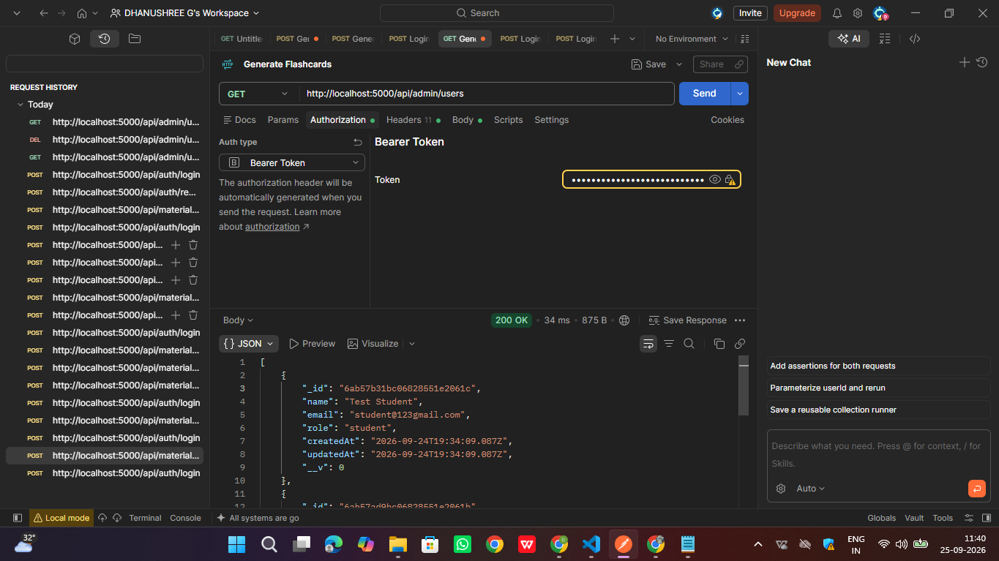 DHANUSHREE G's Workspace
Search
Invite
Upgrade
GET Untitle
POST Ge
POST Gene
POST Login
GET Gen
POST Login
POST Login
No Environment
AI
REQUEST HISTORY
Today
GET http://localhost:5000/api/admin/u...
DEL http://localhost:5000/api/admin/u...
GET http://localhost:5000/api/admin/u...
POST http://localhost:5000/api/auth/login
POST http://localhost:5000/api/auth/re...
POST http://localhost:5000/api/material...
POST http://localhost:5000/api/auth/login
POST http://localhost:5000/api...
POST http://localhost:5000/api...
POST http://localhost:5000/api...
POST http://localhost:5000/api/material...
POST http://localhost:5000/api...
POST http://localhost:5000/api/auth/login
POST http://localhost:5000/api/material...
POST http://localhost:5000/api/material...
POST http://localhost:5000/api/material...
POST http://localhost:5000/api/auth/login
POST http://localhost:5000/api/material...
POST http://localhost:5000/api/auth/login
POST http://localhost:5000/api/material...
POST http://localhost:5000/api/auth/login
HTTP Generate Flashcards
Save
Share
GET http://localhost:5000/api/admin/users
Send
Docs Params Authorization Headers 11 Body Scripts Settings
Cookies
Auth type
B Bearer Token
The authorization header will be
automatically generated when you
send the request. Learn more
about authorization ↗
Bearer Token
Token
Body
200 OK • 34 ms • 875 B
e.g. Save Response
{ } JSON Preview Visualize
1 [
2 {
3 "_id": "6ab57b31bc06828551e2061c",
4 "name": "Test Student",
5 "email": "student@123gmail.com",
6 "role": "student",
7 "createdAt": "2026-09-24T19:34:09.087Z",
8 "updatedAt": "2026-09-24T19:34:09.087Z",
9 "__v": 0
10 },
11 {
12 "_id": "6ab57ad9bc06828551e2061b"
New Chat
Add assertions for both requests
Parameterize userId and rerun
Save a reusable collection runner
Describe what you need. Press @ for context, / for
Skills.
Auto
Local mode
Terminal
Console
All systems are go
Globals
Vault
Tools
32°
ENG
IN
11:40
25-09-2026